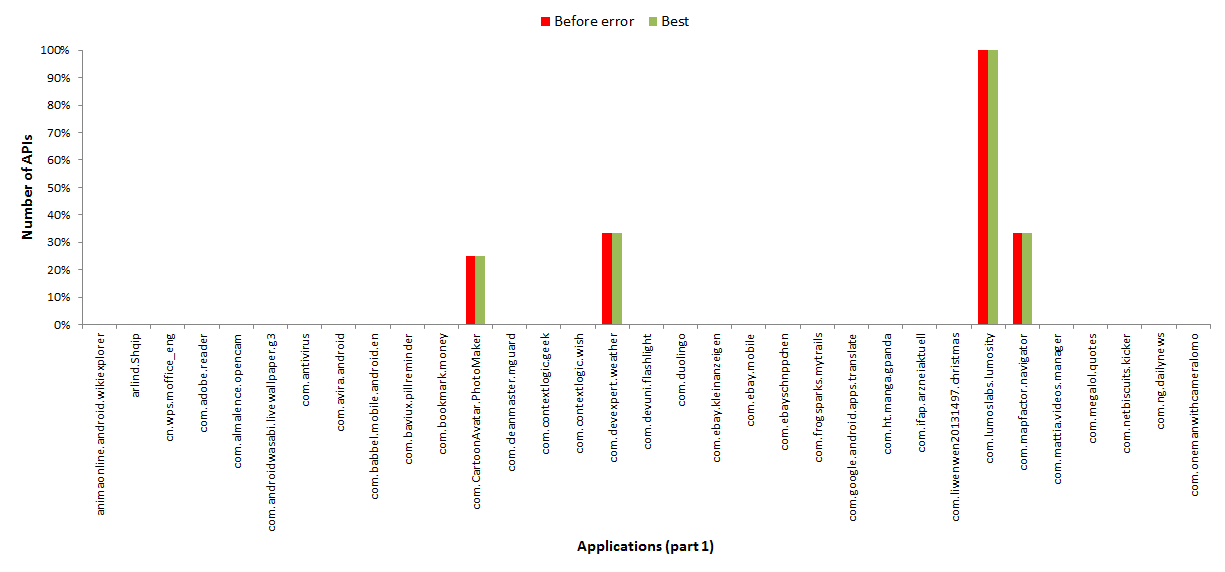 Before error Best
100%
90%
80%
70%
60%
50%
40%
30%
20%
10%
0%
Number of APIs
animaonline.android.wikiexplorer
arlind.Shqip
cn.wps.moffice_eng
com.adobe.reader
com.almalence.opencam
com.androidwasabi.livewallpaper.g3
com.antivirus
com.avira.android
com.babbel.mobile.android.en
com.baviux.pillreminder
com.bookmark.money
com.CartoonAvatar.PhotoMaker
com.cleanmaster.mguard
com.contextlogic.geek
com.contextlogic.wish
com.devexpert.weather
com.devuni.flashlight
com.duolingo
com.ebay.kleinanzeigen
com.ebay.mobile
com.ebayschnppchen
com.frogsparks.mytrails
com.google.android.apps.translate
com.ht.manga.gpanda
com.ifap.arzneiaktuell
com.liwenwen20131497.christmas
com.lumoslabs.lumosity
com.mapfactor.navigator
com.mattia.videos.manager
com.megalol.quotes
com.netbiscuits.kicker
com.ng.dailynews
com.onemanwithcameralomo
Applications (part 1)